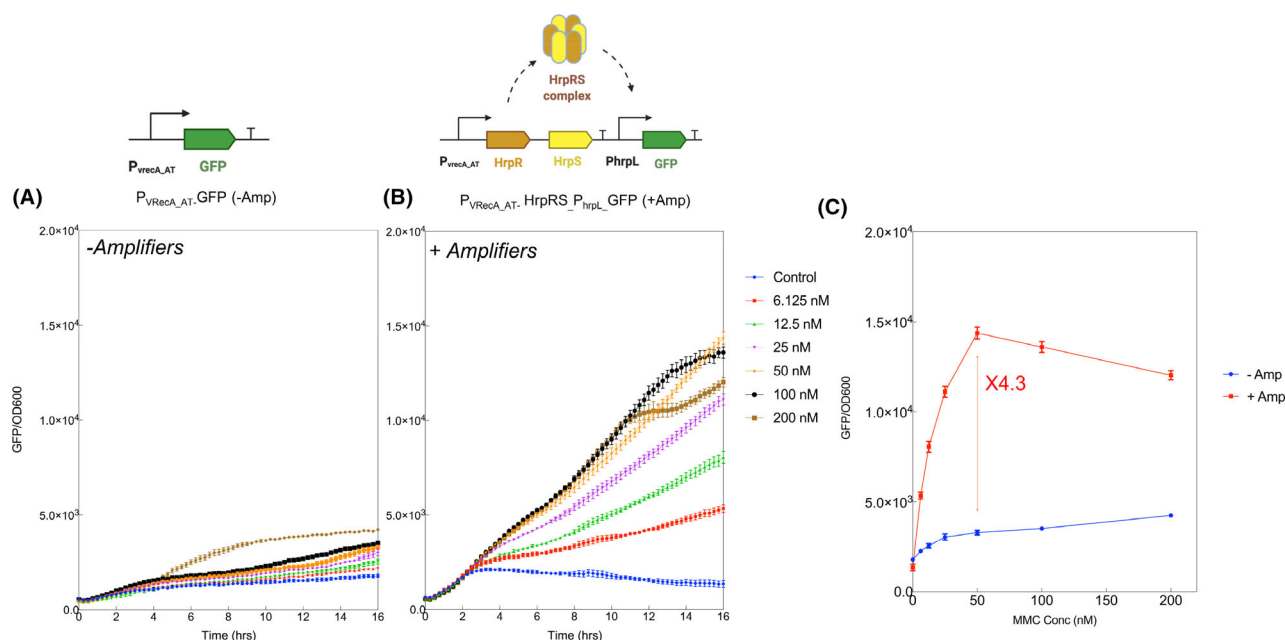 HrpRS
complex
P_vrecA_AT GFP
P_vrecA_AT HrpR HrpS PhrpL GFP
(A) P_VRecA_AT-GFP (-Amp)
(B) P_VRecA_AT- HrpRS_P_hrpL_GFP (+Amp)
(C)
-Amplifiers
2.0×10⁴
1.5×10⁴
1.0×10⁴
5.0×10³
0.0
GFP/OD600
0 2 4 6 8 10 12 14 16
Time (hrs)
+ Amplifiers
2.0×10⁴
1.5×10⁴
1.0×10⁴
5.0×10³
0.0
0 2 4 6 8 10 12 14 16
Time (hrs)
Control
6.125 nM
12.5 nM
25 nM
50 nM
100 nM
200 nM
2.0×10⁴
1.5×10⁴
1.0×10⁴
5.0×10³
0.0
GFP/OD600
X4.3
0 50 100 150 200
MMC Conc (nM)
- Amp
+ Amp